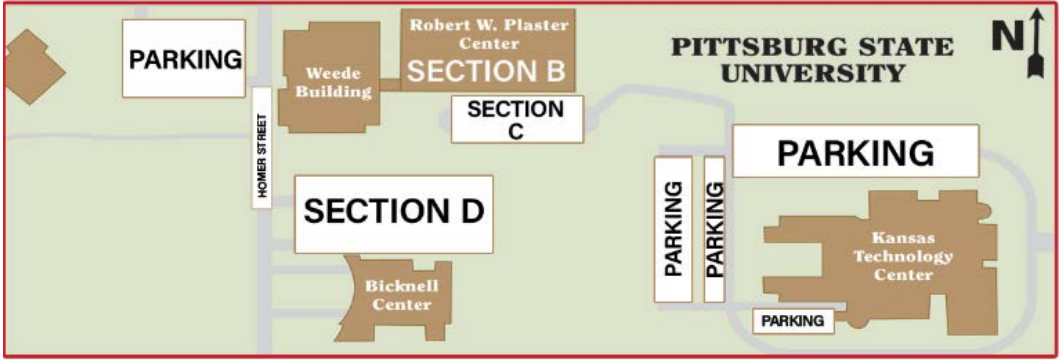 Robert W. Plaster
Center
SECTION B
PITTSBURG STATE
UNIVERSITY
N
PARKING
Weede
Building
SECTION
C
HOMER STREET
PARKING
SECTION D
PARKING
PARKING
Kansas
Technology
Center
Bicknell
Center
PARKING